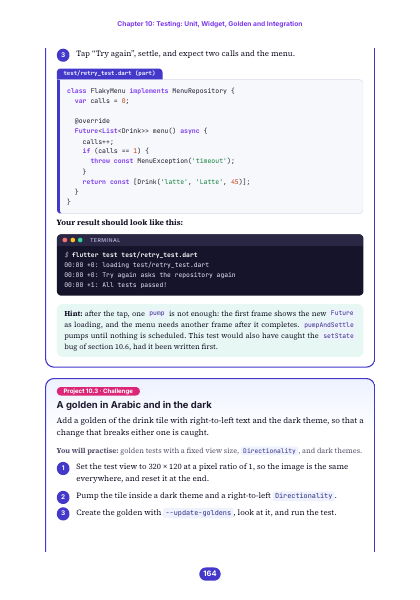 Chapter 10: Testing: Unit, Widget, Golden and Integration
3 Tap “Try again”, settle, and expect two calls and the menu.
test/retry_test.dart (part)
class FlakyMenu implements MenuRepository {
  var calls = 0;

  @override
  Future<List<Drink>> menu() async {
    calls++;
    if (calls == 1) {
      throw const MenuException('timeout');
    }
    return const [Drink('latte', 'Latte', 45)];
  }
}
Your result should look like this:
TERMINAL
$ flutter test test/retry_test.dart
00:00 +0: loading test/retry_test.dart
00:00 +0: Try again asks the repository again
00:00 +1: All tests passed!
Hint: after the tap, one pump is not enough: the first frame shows the new Future
as loading, and the menu needs another frame after it completes. pumpAndSettle
pumps until nothing is scheduled. This test would also have caught the setState
bug of section 10.6, had it been written first.
Project 10.3 · Challenge
A golden in Arabic and in the dark
Add a golden of the drink tile with right-to-left text and the dark theme, so that a
change that breaks either one is caught.
You will practise: golden tests with a fixed view size, Directionality, and dark themes.
1 Set the test view to 320 × 120 at a pixel ratio of 1, so the image is the same
everywhere, and reset it at the end.
2 Pump the tile inside a dark theme and a right-to-left Directionality.
3 Create the golden with --update-goldens, look at it, and run the test.
164